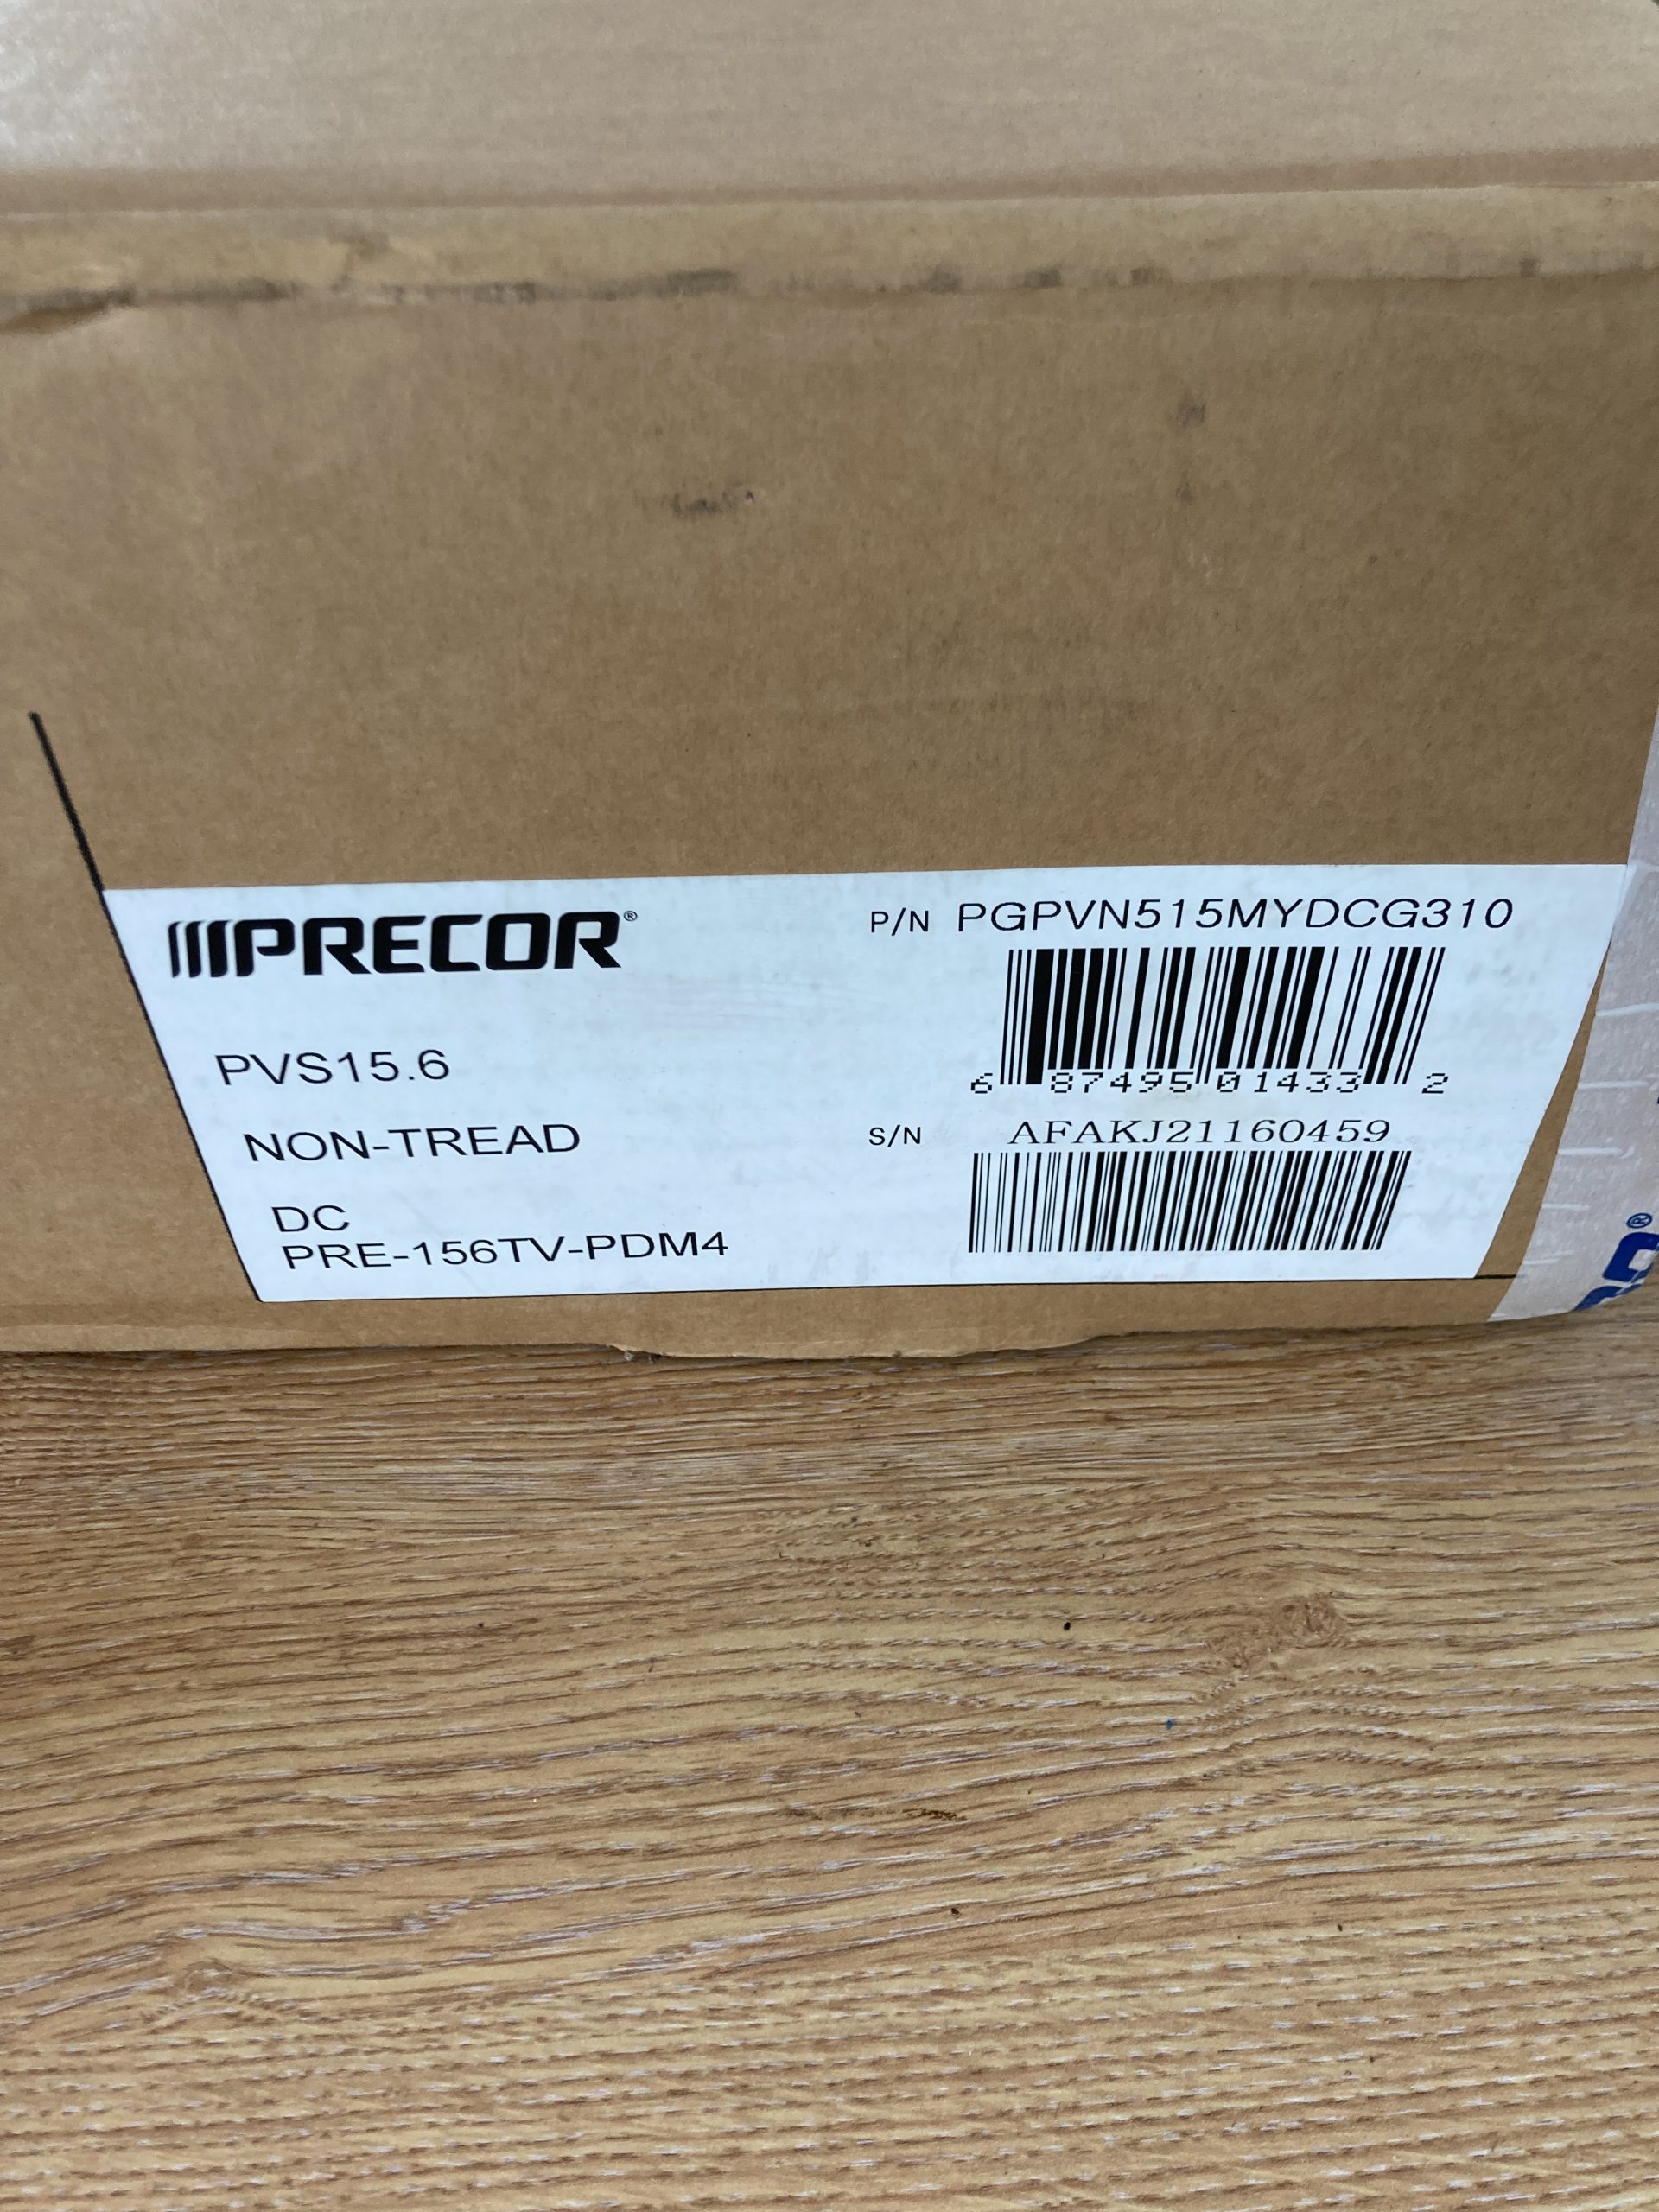 PRECOR®
P/N PGPVN515MYDCG310
6 87495 01433 2
PVS15.6
S/N AFAKJ21160459
NON-TREAD
DC
PRE-156TV-PDM4